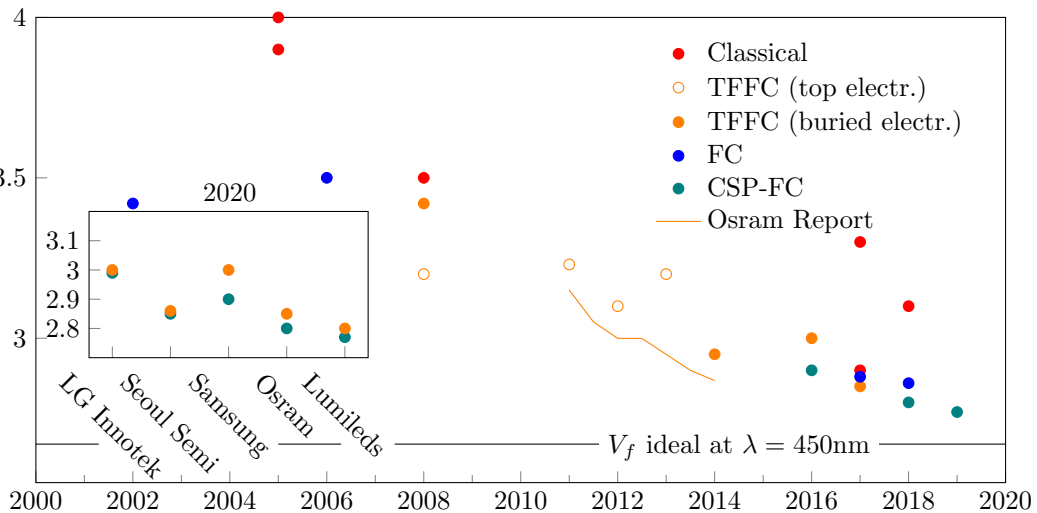 4
3.5
3
Classical
TFFC (top electr.)
TFFC (buried electr.)
FC
CSP-FC
Osram Report
2020
3.1
3
2.9
2.8
LG Innotek
Seoul Semi
Samsung
Osram
Lumileds
V_f ideal at λ = 450nm
2000 2002 2004 2006 2008 2010 2012 2014 2016 2018 2020